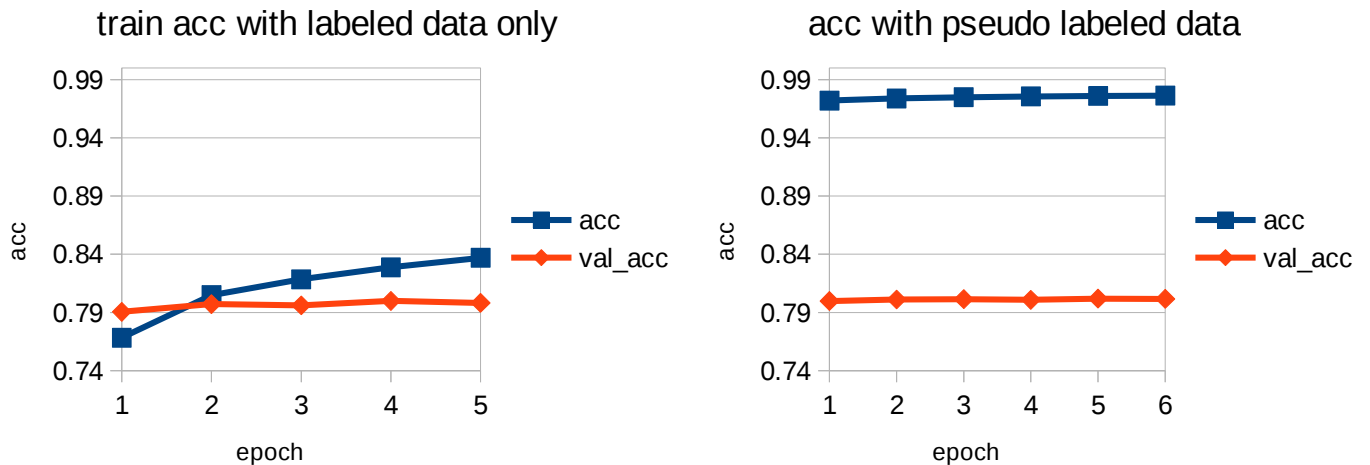 train acc with labeled data only
0.99
0.94
0.89
0.84
0.79
0.74
acc
1 2 3 4 5
epoch
acc
val_acc
acc with pseudo labeled data
0.99
0.94
0.89
0.84
0.79
0.74
acc
1 2 3 4 5 6
epoch
acc
val_acc